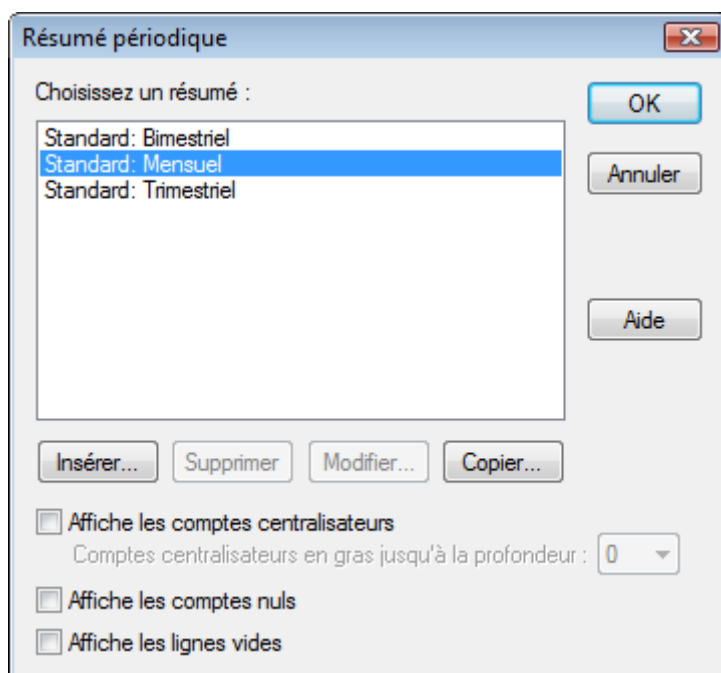 Résumé périodique
Choisissez un résumé :
OK
Standard: Bimestriel
Standard: Mensuel
Annuler
Standard: Trimestriel
Aide
Insérer... Supprimer Modifier... Copier...
Affiche les comptes centralisateurs
Comptes centralisateurs en gras jusqu'à la profondeur : 0
Affiche les comptes nuls
Affiche les lignes vides